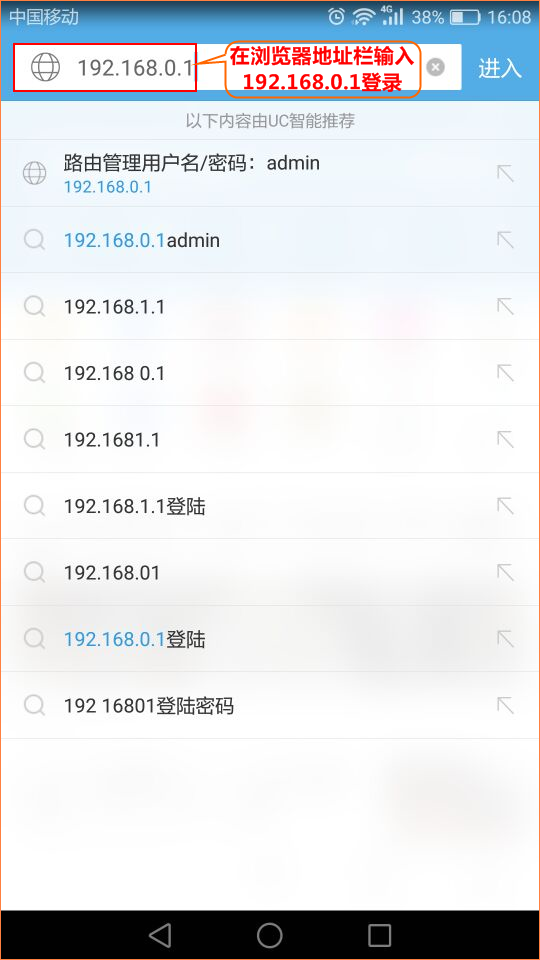 中国移动 4G 38% 16:08
192.168.0.1 进入
在浏览器地址栏输入
192.168.0.1登录
以下内容由UC智能推荐
路由管理用户名/密码：admin
192.168.0.1
192.168.0.1admin
192.168.1.1
192.168 0.1
192.1681.1
192.168.1.1登陆
192.168.01
192.168.0.1登陆
192 16801登陆密码